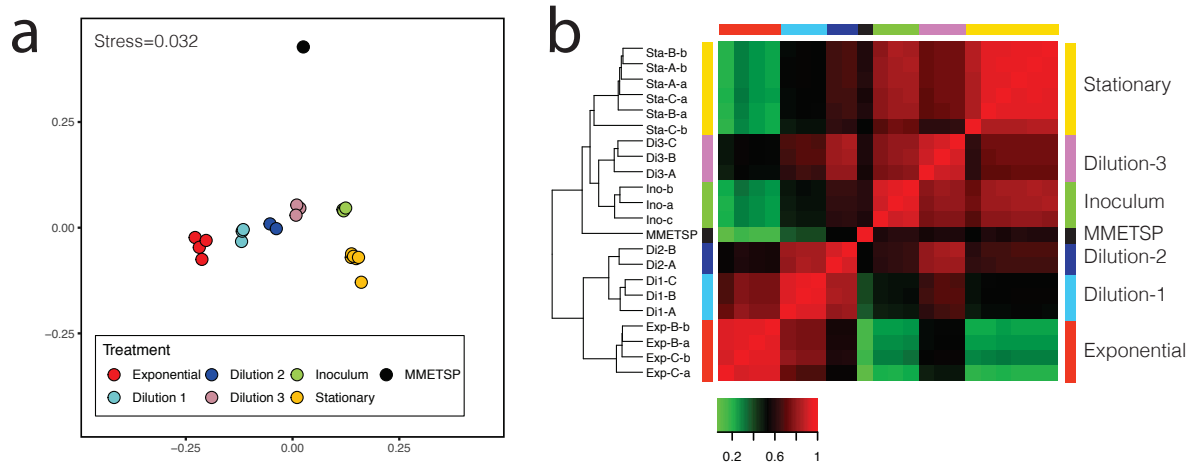 a
Stress=0.032
0.25
0.00
−0.25
−0.25
0.00
0.25
Treatment
Exponential
Dilution 2
Inoculum
MMETSP
Dilution 1
Dilution 3
Stationary
b
Sta-B-b
Sta-A-b
Sta-A-a
Sta-C-a
Sta-B-a
Sta-C-b
Di3-C
Di3-B
Di3-A
Ino-b
Ino-a
Ino-c
MMETSP
Di2-B
Di2-A
Di1-C
Di1-B
Di1-A
Exp-B-b
Exp-B-a
Exp-C-b
Exp-C-a
Stationary
Dilution-3
Inoculum
MMETSP
Dilution-2
Dilution-1
Exponential
0.2
0.6
1